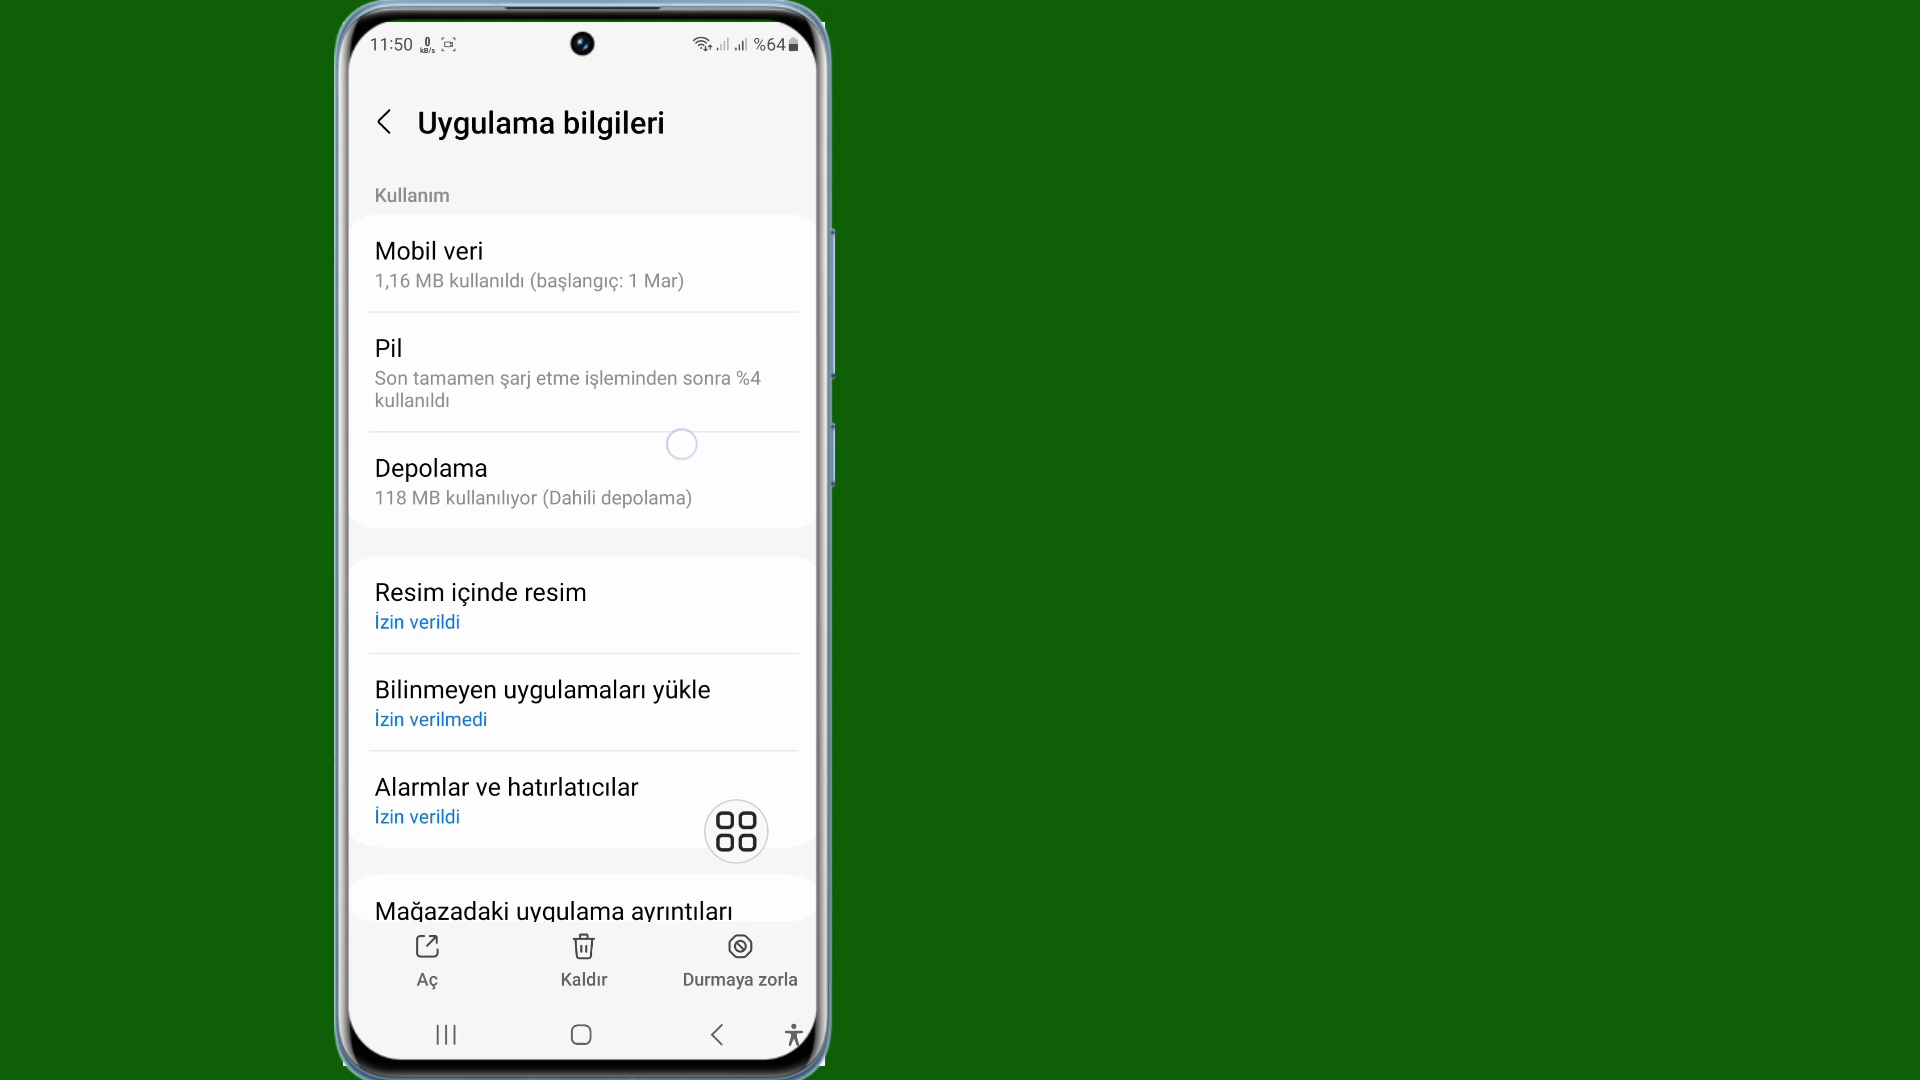 11:50 0 kB/s %64
Uygulama bilgileri
Kullanım
Mobil veri
1,16 MB kullanıldı (başlangıç: 1 Mar)
Pil
Son tamamen şarj etme işleminden sonra %4
kullanıldı
Depolama
118 MB kullanılıyor (Dahili depolama)
Resim içinde resim
İzin verildi
Bilinmeyen uygulamaları yükle
İzin verilmedi
Alarmlar ve hatırlatıcılar
İzin verildi
Mağazadaki uygulama ayrıntıları
Aç Kaldır Durmaya zorla